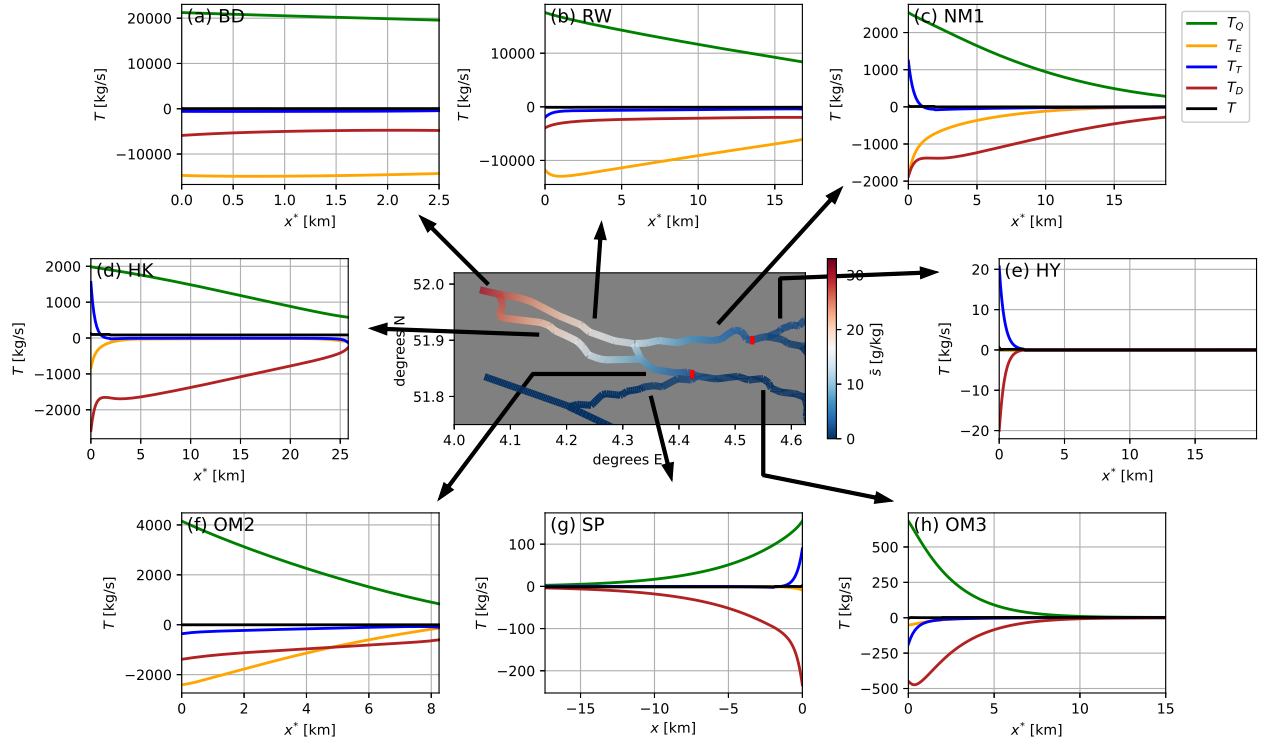 (a) BD
20000
10000
0
−10000
T [kg/s]
0.0
0.5
1.0
1.5
2.0
2.5
x* [km]
(b) RW
10000
0
−10000
T [kg/s]
0
5
10
15
x* [km]
(c) NM1
2000
1000
0
−1000
−2000
T [kg/s]
0
5
10
15
x* [km]
T_Q
T_E
T_T
T_D
T
(d) HK
2000
1000
0
−1000
−2000
T [kg/s]
0
5
10
15
20
25
x* [km]
52.0
51.9
51.8
degrees N
4.0
4.1
4.2
4.3
4.4
4.5
4.6
degrees E
30
20
10
0
s̄ [g/kg]
(e) HY
20
0
−20
T [kg/s]
0
5
10
15
x* [km]
(f) OM2
4000
2000
0
−2000
T [kg/s]
0
2
4
6
8
x* [km]
(g) SP
100
0
−100
−200
T [kg/s]
−15
−10
−5
0
x [km]
(h) OM3
500
250
0
−250
−500
T [kg/s]
0
5
10
15
x* [km]